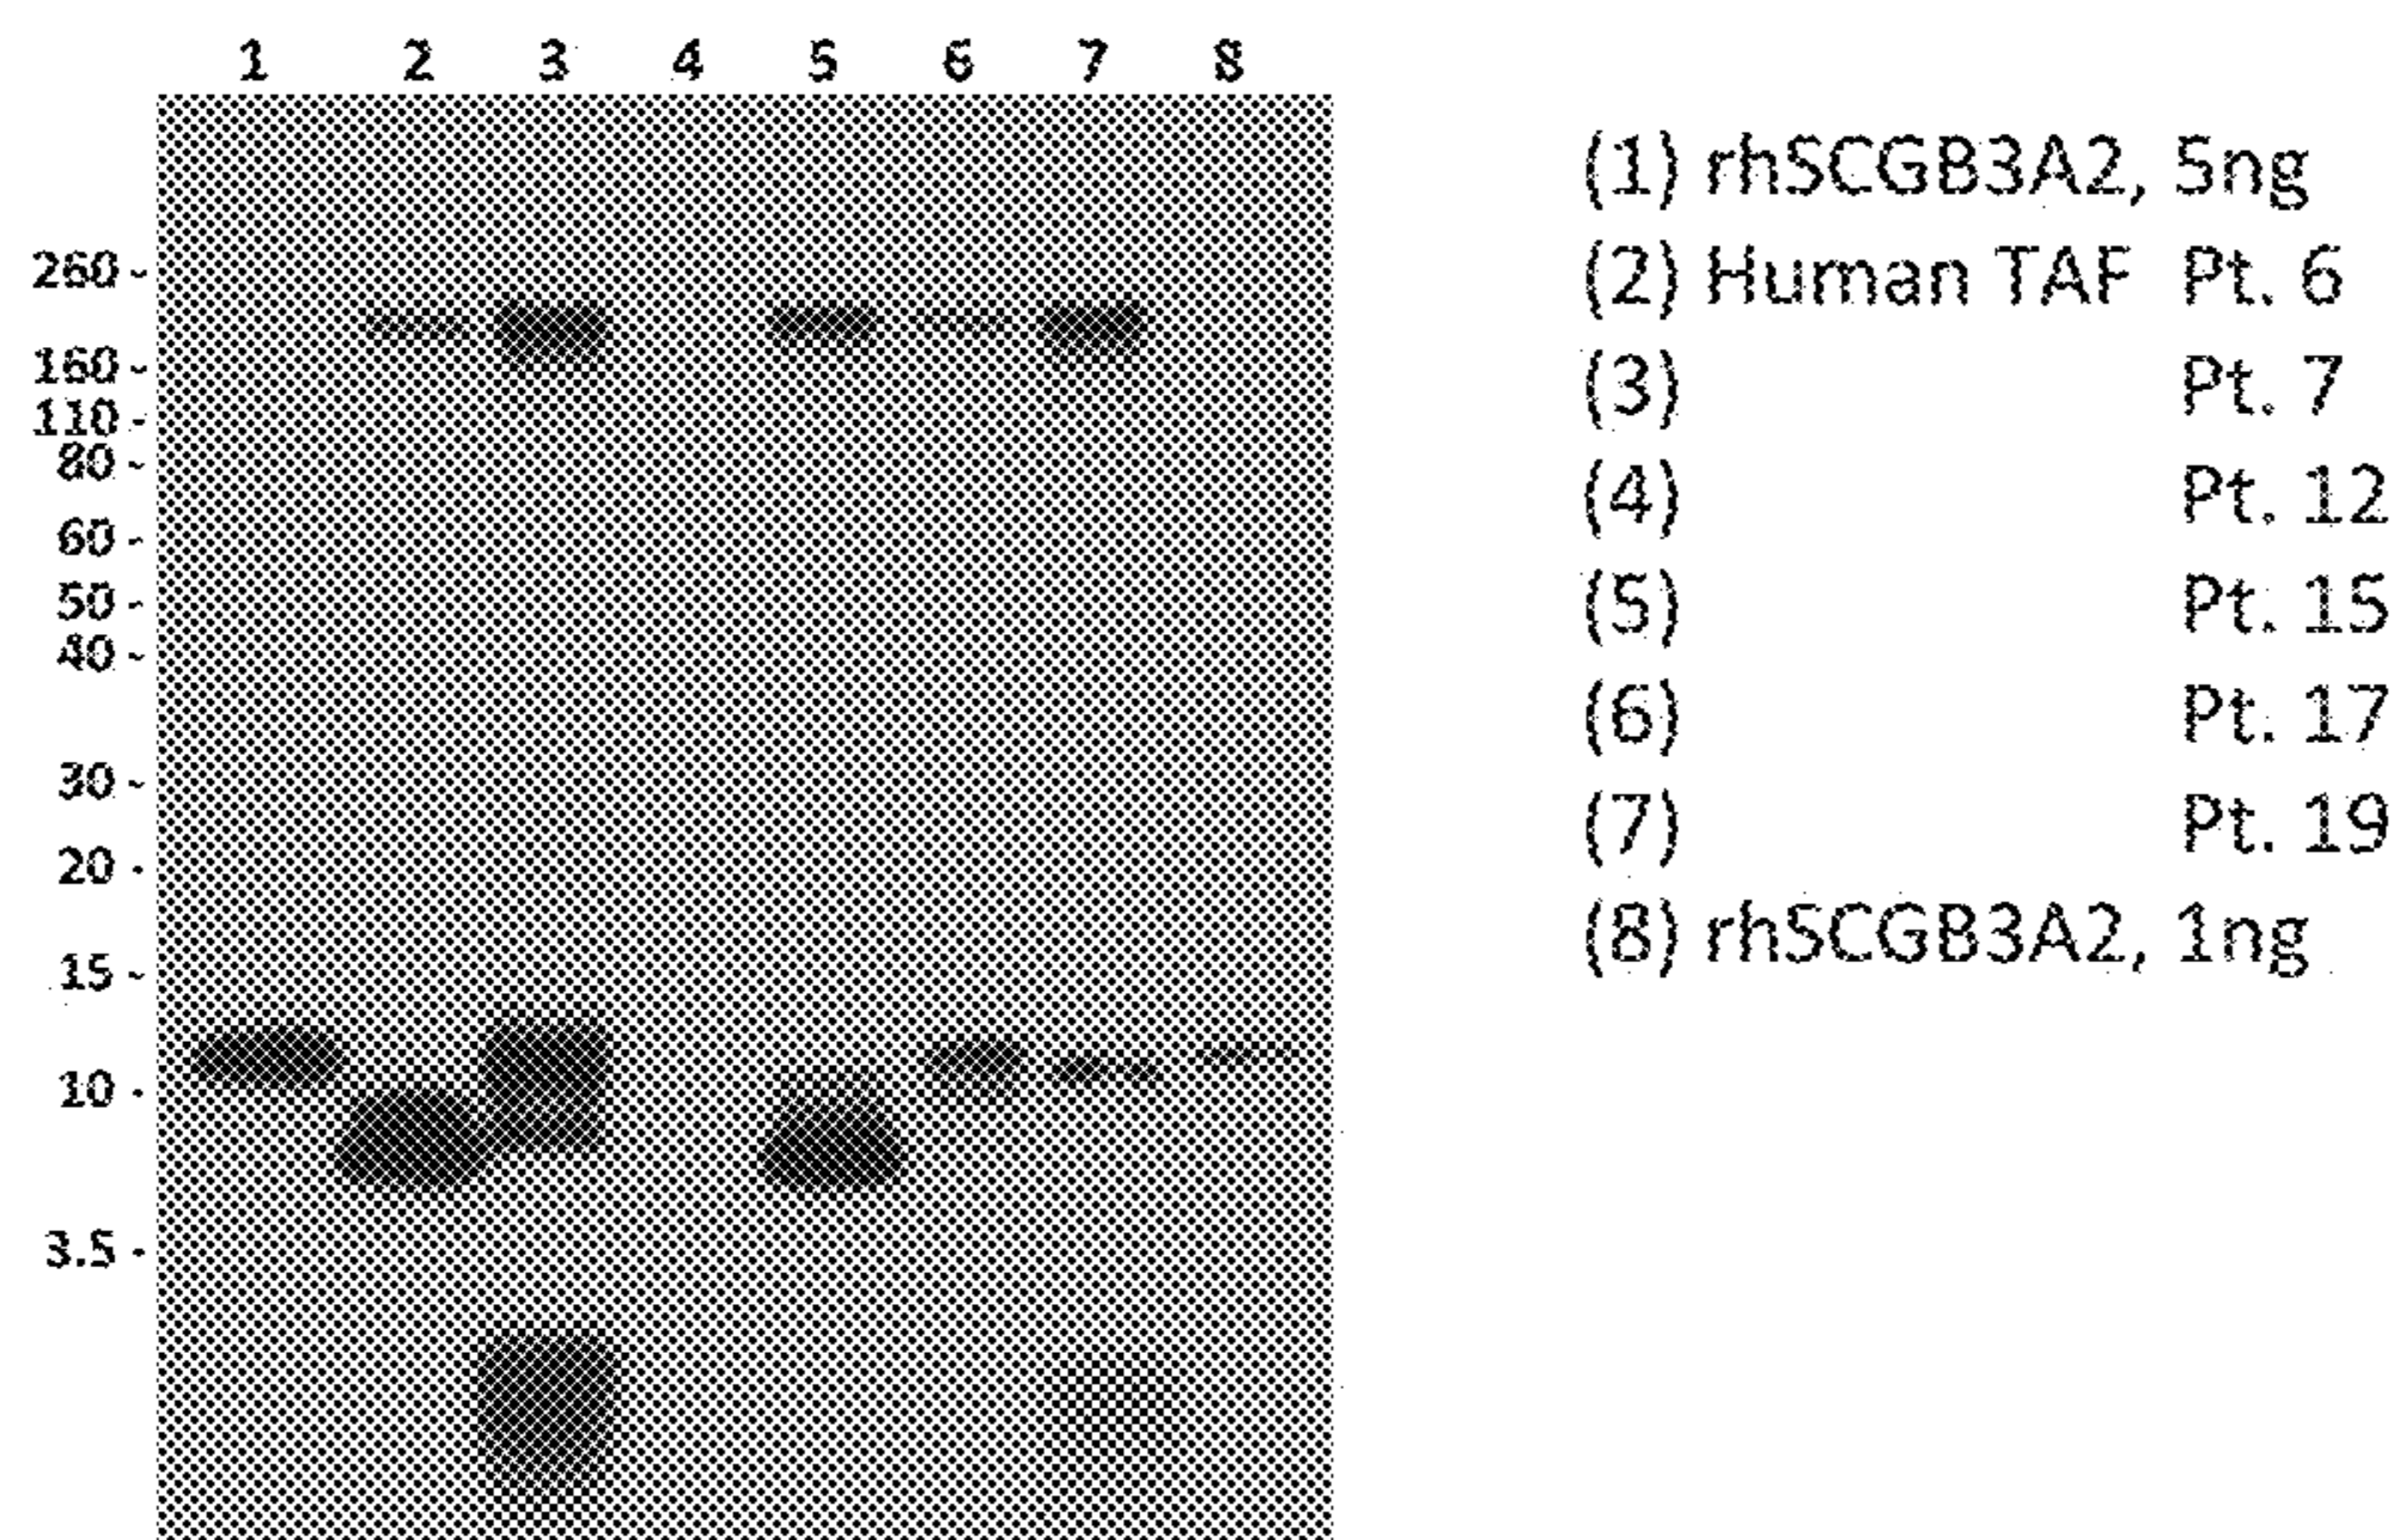 1 2 3 4 5 6 7 8
260 -
160 -
110 -
80 -
60 -
50 -
40 -
30 -
20 -
15 -
10 -
3.5 -
(1) rhSCGB3A2, 5ng
(2) Human TAF Pt. 6
(3) Pt. 7
(4) Pt. 12
(5) Pt. 15
(6) Pt. 17
(7) Pt. 19
(8) rhSCGB3A2, 1ng